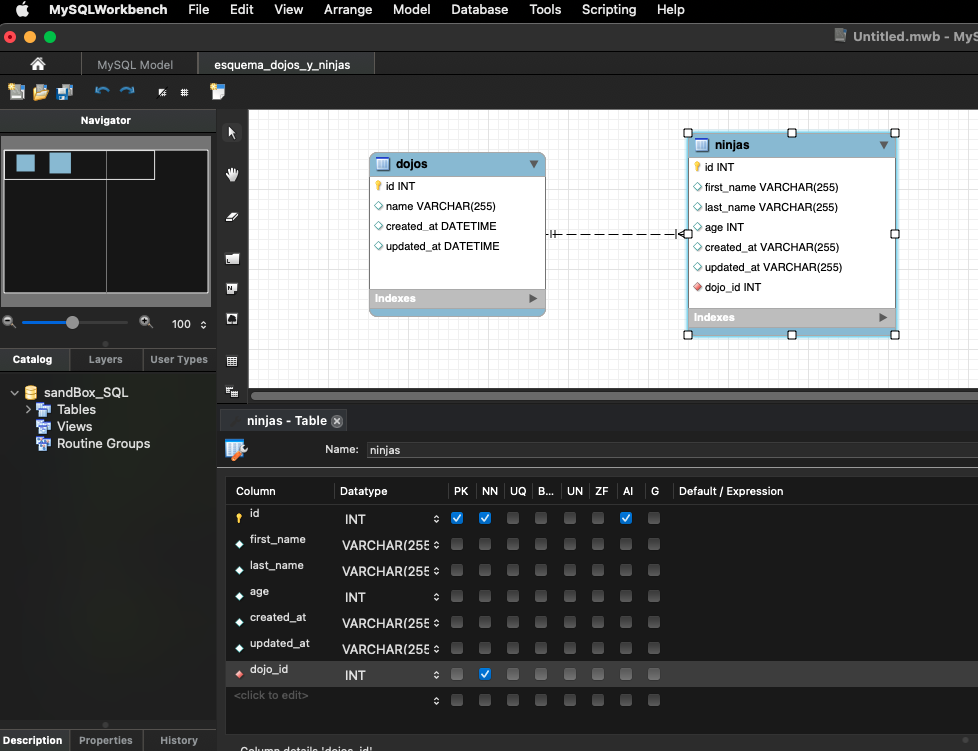 MySQLWorkbench File Edit View Arrange Model Database Tools Scripting Help
Untitled.mwb - MyS
MySQL Model esquema_dojos_y_ninjas
Navigator
100
Catalog Layers User Types
sandBox_SQL
Tables
Views
Routine Groups
Description Properties History
dojos
id INT
name VARCHAR(255)
created_at DATETIME
updated_at DATETIME
Indexes
ninjas
id INT
first_name VARCHAR(255)
last_name VARCHAR(255)
age INT
created_at VARCHAR(255)
updated_at VARCHAR(255)
dojo_id INT
Indexes
ninjas - Table
Name: ninjas
Column Datatype PK NN UQ B... UN ZF AI G Default / Expression
id INT
first_name VARCHAR(255
last_name VARCHAR(255
age INT
created_at VARCHAR(255
updated_at VARCHAR(255
dojo_id INT
<click to edit>
Column details 'dojo_id'